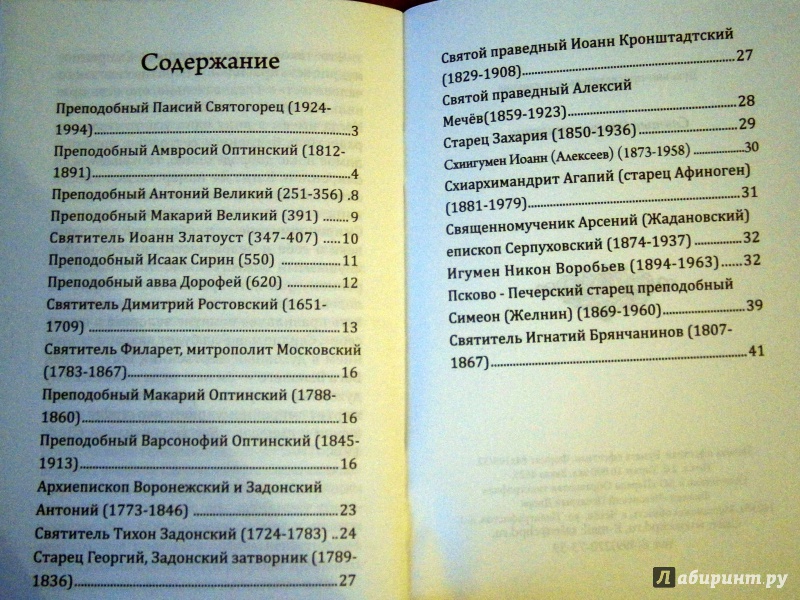 Содержание
Преподобный Паисий Святогорец (1924-
1994)..............................................3
Преподобный Амвросий Оптинский (1812-
1891)..............................................4
Преподобный Антоний Великий (251-356) .8
Преподобный Макарий Великий (391) ....9
Святитель Иоанн Златоуст (347-407) .....10
Преподобный Исаак Сирин (550) ............11
Преподобный авва Дорофей (620) ..........12
Святитель Димитрий Ростовский (1651-
1709) ..............................................13
Святитель Филарет, митрополит Московский
(1783-1867)......................................16
Преподобный Макарий Оптинский (1788-
1860)..............................................16
Преподобный Варсонофий Оптинский (1845-
1913)..............................................16
Архиепископ Воронежский и Задонский
Антоний (1773-1846) ..........................23
Святитель Тихон Задонский (1724-1783) ..24
Старец Георгий, Задонский затворник (1789-
1836)..............................................27
Святой праведный Иоанн Кронштадтский
(1829-1908)......................................27
Святой праведный Алексий
Мечёв(1859-1923)..............................28
Старец Захария (1850-1936)..................29
Схиигумен Иоанн (Алексеев) (1873-1958) ..........30
Схиархимандрит Агапий (старец Афиноген)
(1881-1979)......................................31
Священномученик Арсений (Жадановский)
епископ Серпуховский (1874-1937) ........32
Игумен Никон Воробьев (1894-1963).....32
Псково - Печерский старец преподобный
Симеон (Желнин) (1869-1960)..............39
Святитель Игнатий Брянчанинов (1807-
1867)..............................................41
Лабиринт.ру